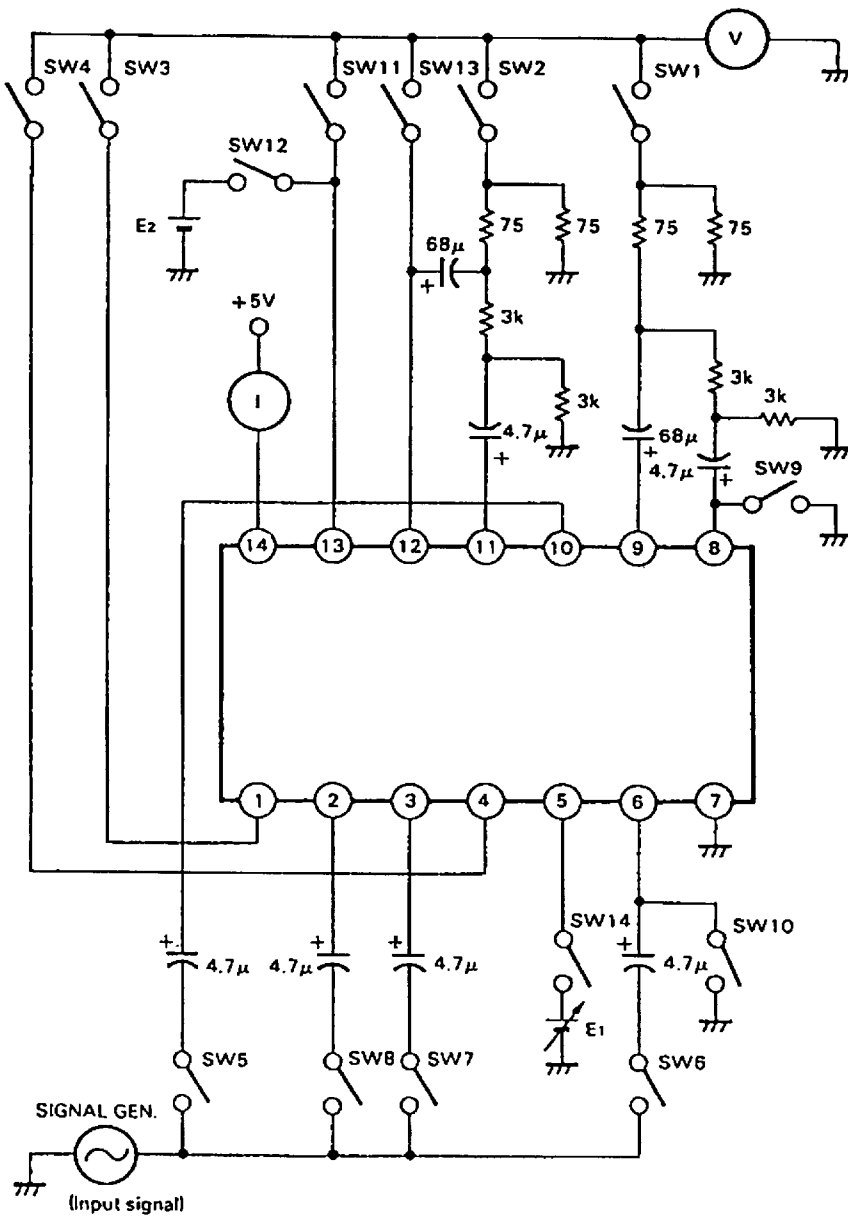 V
SW4
SW3
SW11
SW13
SW2
SW1
SW12
E2
75
75
75
75
68μ
+
+5V
3k
3k
3k
3k
I
4.7μ
+
68μ
+
4.7μ
+
SW9
14
13
12
11
10
9
8
1
2
3
4
5
6
7
+
4.7μ
+
4.7μ
+
4.7μ
SW14
+
4.7μ
SW10
E1
SW5
SW8
SW7
SW6
SIGNAL GEN.
(Input signal)